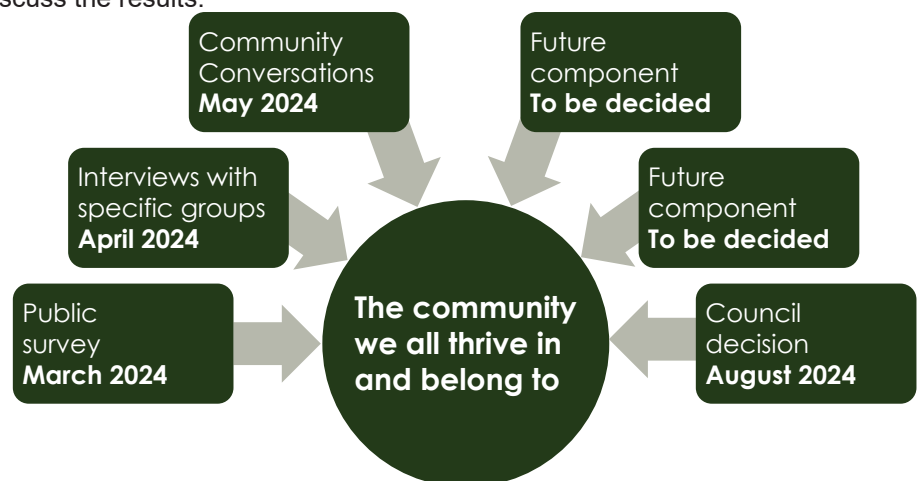 scuss the results.
Community
Conversations
May 2024
Future
component
To be decided
Interviews with
specific groups
April 2024
Future
component
To be decided
Public
survey
March 2024
The community
we all thrive in
and belong to
Council
decision
August 2024